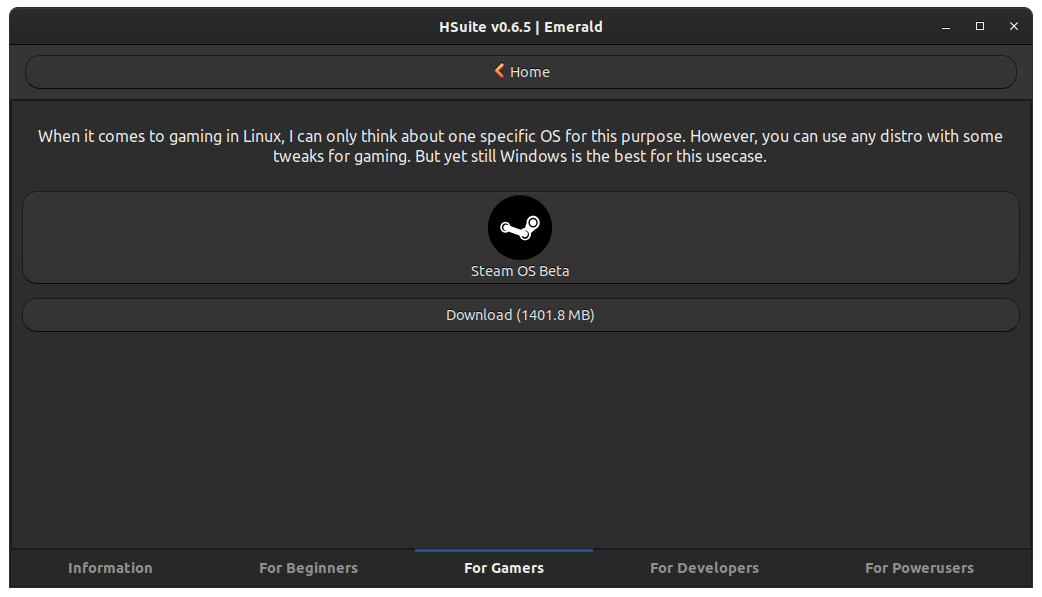 HSuite v0.6.5 | Emerald
Home
When it comes to gaming in Linux, I can only think about one specific OS for this purpose. However, you can use any distro with some
tweaks for gaming. But yet still Windows is the best for this usecase.
Steam OS Beta
Download (1401.8 MB)
Information For Beginners For Gamers For Developers For Powerusers